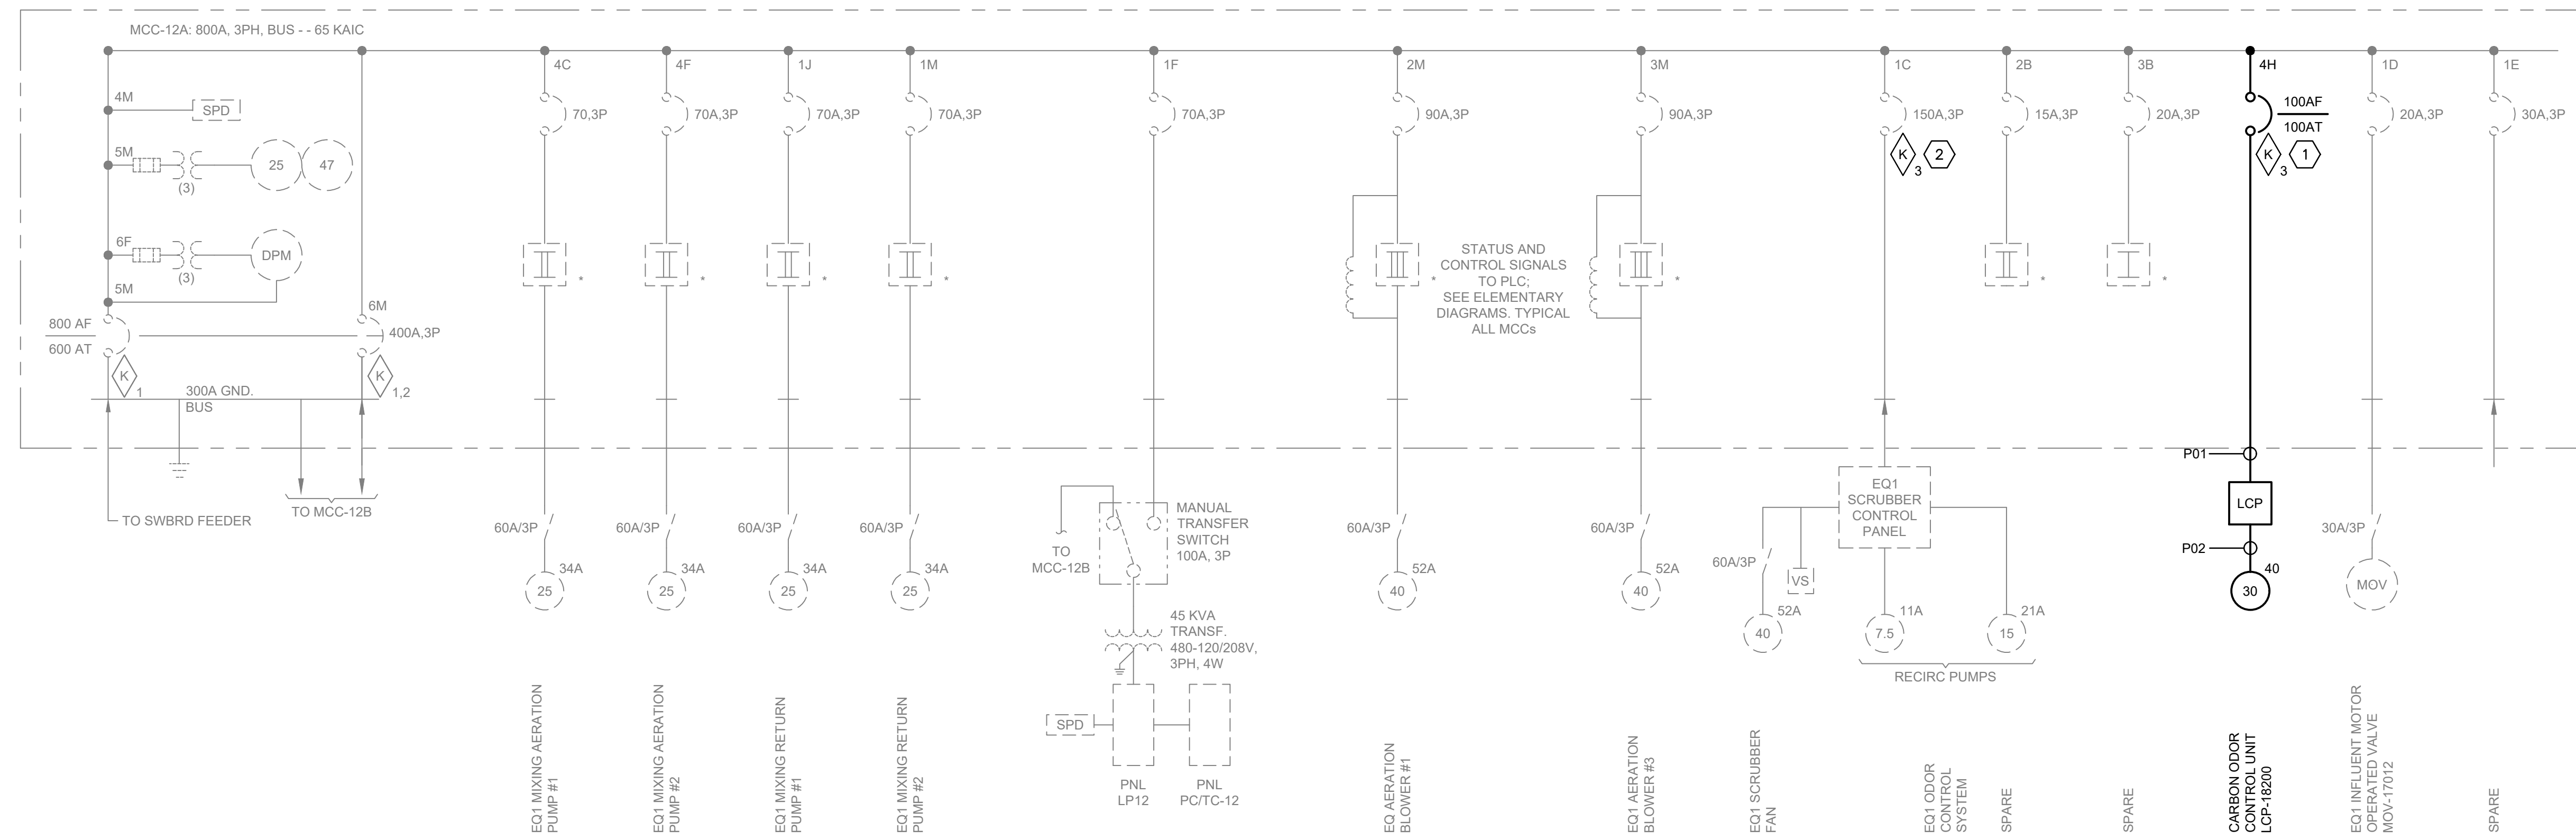 MCC-12A: 800A, 3PH, BUS - - 65 KAIC
4M
SPD
5M
(3)
25
47
6F
(3)
DPM
5M
800 AF
600 AT
K
1
6M
400A,3P
K
1,2
300A GND.
BUS
TO SWBRD FEEDER
TO MCC-12B
4C
70,3P
*
60A/3P
34A
25
EQ1 MIXING AERATION
PUMP #1
4F
70A,3P
*
60A/3P
34A
25
EQ1 MIXING AERATION
PUMP #2
1J
70A,3P
*
60A/3P
34A
25
EQ1 MIXING RETURN
PUMP #1
1M
70A,3P
*
60A/3P
34A
25
EQ1 MIXING RETURN
PUMP #2
1F
70A,3P
TO
MCC-12B
MANUAL
TRANSFER
SWITCH
100A, 3P
45 KVA
TRANSF.
480-120/208V,
3PH, 4W
SPD
PNL
LP12
PNL
PC/TC-12
2M
90A,3P
*
STATUS AND
CONTROL SIGNALS
TO PLC;
SEE ELEMENTARY
DIAGRAMS. TYPICAL
ALL MCCs
60A/3P
52A
40
EQ AERATION
BLOWER #1
3M
90A,3P
*
60A/3P
52A
40
EQ1 AERATION
BLOWER #3
1C
150A,3P
K
3
2
EQ1
SCRUBBER
CONTROL
PANEL
60A/3P
VS
52A
40
11A
7.5
21A
15
RECIRC PUMPS
EQ1 SCRUBBER
FAN
EQ1 ODOR
CONTROL
SYSTEM
2B
15A,3P
*
SPARE
3B
20A,3P
*
SPARE
4H
100AF
100AT
K
3
1
P01
LCP
P02
40
30
CARBON ODOR
CONTROL UNIT
LCP-18200
1D
20A,3P
30A/3P
MOV
EQ1 INFLUENT MOTOR
OPERATED VALVE
MOV-17012
1E
30A,3P
SPARE